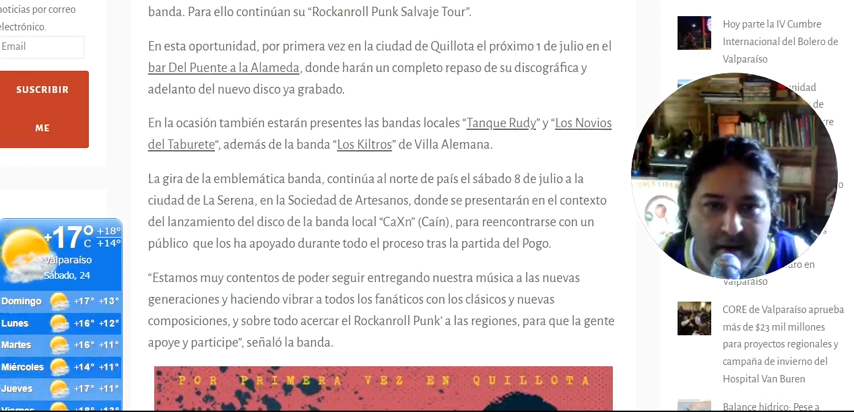 noticias por correo
electrónico.
Email
SUSCRIBIR
ME
+17°
C
+18°
+14°
Valparaíso
Sábado, 24
Domingo +17° +13°
Lunes +16° +12°
Martes +16° +11°
Miércoles +14° +11°
Jueves +17° +11°
banda. Para ello continúan su “Rockanroll Punk Salvaje Tour”.
En esta oportunidad, por primera vez en la ciudad de Quillota el próximo 1 de julio en el
bar Del Puente a la Alameda, donde harán un completo repaso de su discográfica y
adelanto del nuevo disco ya grabado.
En la ocasión también estarán presentes las bandas locales “Tanque Rudy” y “Los Novios
del Taburete”, además de la banda “Los Kiltros” de Villa Alemana.
La gira de la emblemática banda, continúa al norte de país el sábado 8 de julio a la
ciudad de La Serena, en la Sociedad de Artesanos, donde se presentarán en el contexto
del lanzamiento del disco de la banda local “CaXn” (Caín), para reencontrarse con un
público que los ha apoyado durante todo el proceso tras la partida del Pogo.
“Estamos muy contentos de poder seguir entregando nuestra música a las nuevas
generaciones y haciendo vibrar a todos los fanáticos con los clásicos y nuevas
composiciones, y sobre todo acercar el Rockanroll Punk’ a las regiones, para que la gente
apoye y participe”, señaló la banda.
POR PRIMERA VEZ EN QUILLOTA
Hoy parte la IV Cumbre
Internacional del Bolero de
Valparaíso
de
en
Valparaíso
CORE de Valparaíso aprueba
más de $23 mil millones
para proyectos regionales y
campaña de invierno del
Hospital Van Buren
Balance hídrico: Pese a